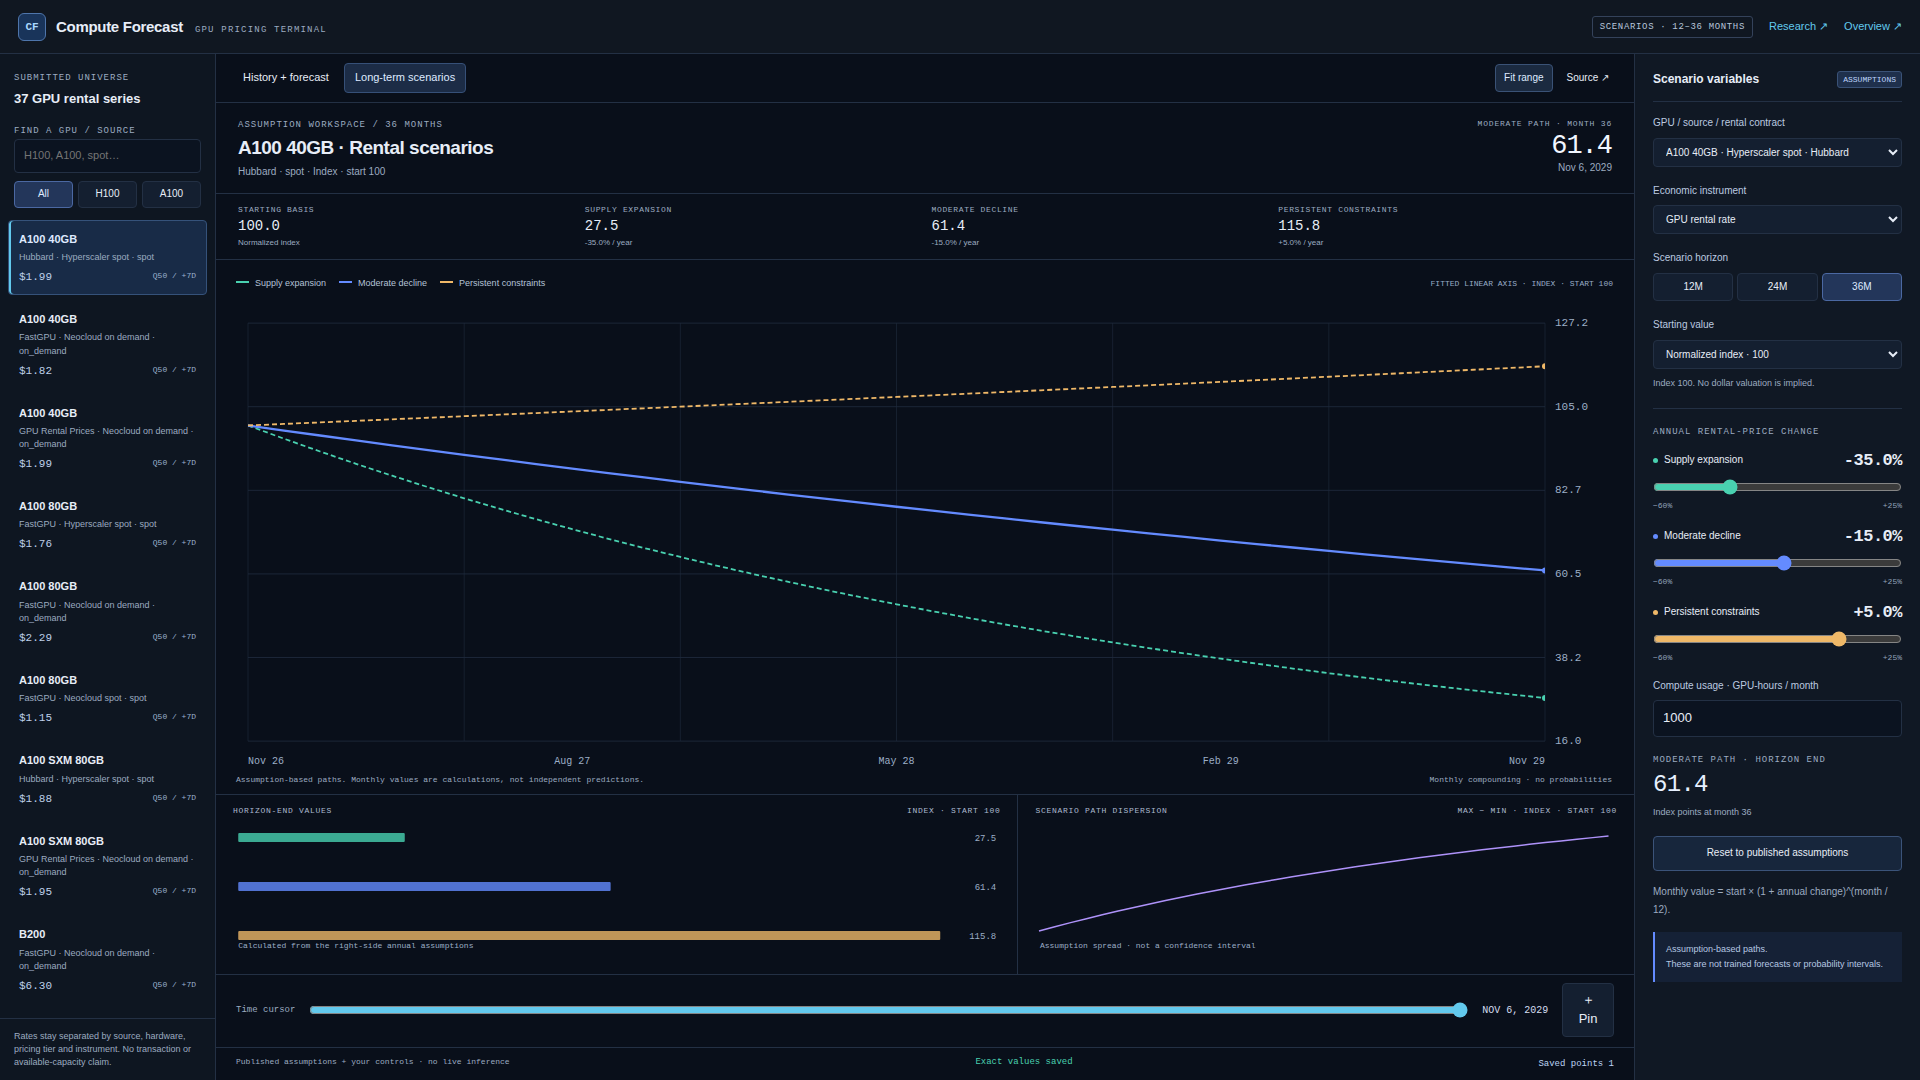 CF
Compute Forecast
GPU PRICING TERMINAL
SCENARIOS · 12–36 MONTHS
Research ↗
Overview ↗
SUBMITTED UNIVERSE
37 GPU rental series
FIND A GPU / SOURCE
H100, A100, spot…
All
H100
A100
A100 40GB
Hubbard · Hyperscaler spot · spot
$1.99
Q50 / +7D
A100 40GB
FastGPU · Neocloud on demand ·
on_demand
$1.82
Q50 / +7D
A100 40GB
GPU Rental Prices · Neocloud on demand ·
on_demand
$1.99
Q50 / +7D
A100 80GB
FastGPU · Hyperscaler spot · spot
$1.76
Q50 / +7D
A100 80GB
FastGPU · Neocloud on demand ·
on_demand
$2.29
Q50 / +7D
A100 80GB
FastGPU · Neocloud spot · spot
$1.15
Q50 / +7D
A100 SXM 80GB
Hubbard · Hyperscaler spot · spot
$1.88
Q50 / +7D
A100 SXM 80GB
GPU Rental Prices · Neocloud on demand ·
on_demand
$1.95
Q50 / +7D
B200
FastGPU · Neocloud on demand ·
on_demand
$6.30
Q50 / +7D
Rates stay separated by source, hardware,
pricing tier and instrument. No transaction or
available-capacity claim.
History + forecast
Long-term scenarios
Fit range
Source ↗
ASSUMPTION WORKSPACE / 36 MONTHS
A100 40GB · Rental scenarios
Hubbard · spot · Index · start 100
MODERATE PATH · MONTH 36
61.4
Nov 6, 2029
STARTING BASIS
100.0
Normalized index
SUPPLY EXPANSION
27.5
-35.0% / year
MODERATE DECLINE
61.4
-15.0% / year
PERSISTENT CONSTRAINTS
115.8
+5.0% / year
Supply expansion
Moderate decline
Persistent constraints
FITTED LINEAR AXIS · INDEX · START 100
127.2
105.0
82.7
60.5
38.2
16.0
Nov 26
Aug 27
May 28
Feb 29
Nov 29
Assumption-based paths. Monthly values are calculations, not independent predictions.
Monthly compounding · no probabilities
HORIZON-END VALUES
INDEX · START 100
27.5
61.4
115.8
Calculated from the right-side annual assumptions
SCENARIO PATH DISPERSION
MAX − MIN · INDEX · START 100
Assumption spread · not a confidence interval
Time cursor
NOV 6, 2029
+
Pin
Published assumptions + your controls · no live inference
Exact values saved
Saved points 1
Scenario variables
ASSUMPTIONS
GPU / source / rental contract
A100 40GB · Hyperscaler spot · Hubbard
Economic instrument
GPU rental rate
Scenario horizon
12M
24M
36M
Starting value
Normalized index · 100
Index 100. No dollar valuation is implied.
ANNUAL RENTAL-PRICE CHANGE
Supply expansion
-35.0%
−60%
+25%
Moderate decline
-15.0%
−60%
+25%
Persistent constraints
+5.0%
−60%
+25%
Compute usage · GPU-hours / month
1000
MODERATE PATH · HORIZON END
61.4
Index points at month 36
Reset to published assumptions
Monthly value = start × (1 + annual change)^(month /
12).
Assumption-based paths.
These are not trained forecasts or probability intervals.